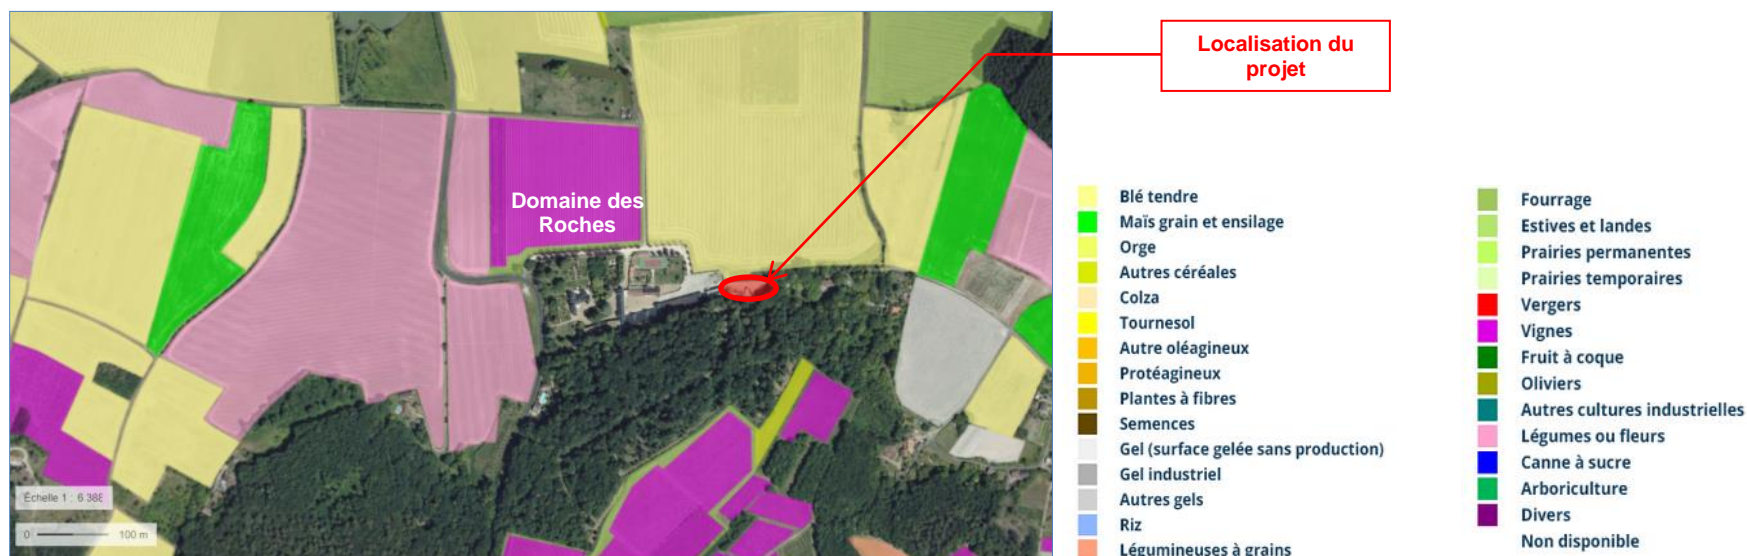 Localisation du
projet
Domaine des
Roches
Échelle 1 : 6 388
0 100 m
Blé tendre
Maïs grain et ensilage
Orge
Autres céréales
Colza
Tournesol
Autre oléagineux
Protéagineux
Plantes à fibres
Semences
Gel (surface gelée sans production)
Gel industriel
Autres gels
Riz
Légumineuses à grains
Fourrage
Estives et landes
Prairies permanentes
Prairies temporaires
Vergers
Vignes
Fruit à coque
Oliviers
Autres cultures industrielles
Légumes ou fleurs
Canne à sucre
Arboriculture
Divers
Non disponible